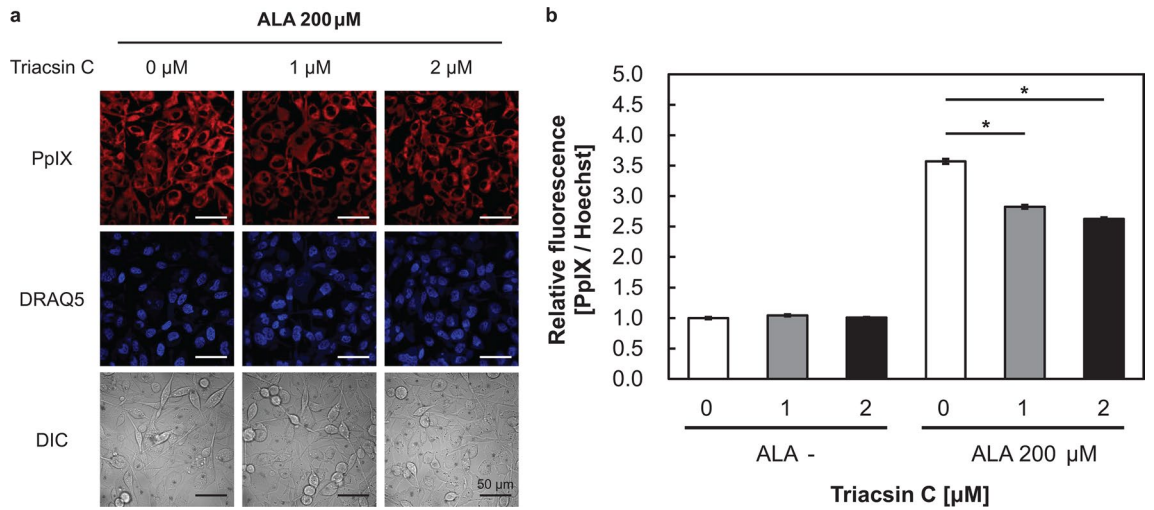 a
ALA 200 µM
Triacsin C 0 µM 1 µM 2 µM
PpIX
DRAQ5
DIC
50 µm
b
Relative fluorescence
[PpIX / Hoechst]
5.0
4.5
4.0
3.5
3.0
2.5
2.0
1.5
1.0
0.5
0.0
*
*
0 1 2 0 1 2
ALA - ALA 200 µM
Triacsin C [µM]